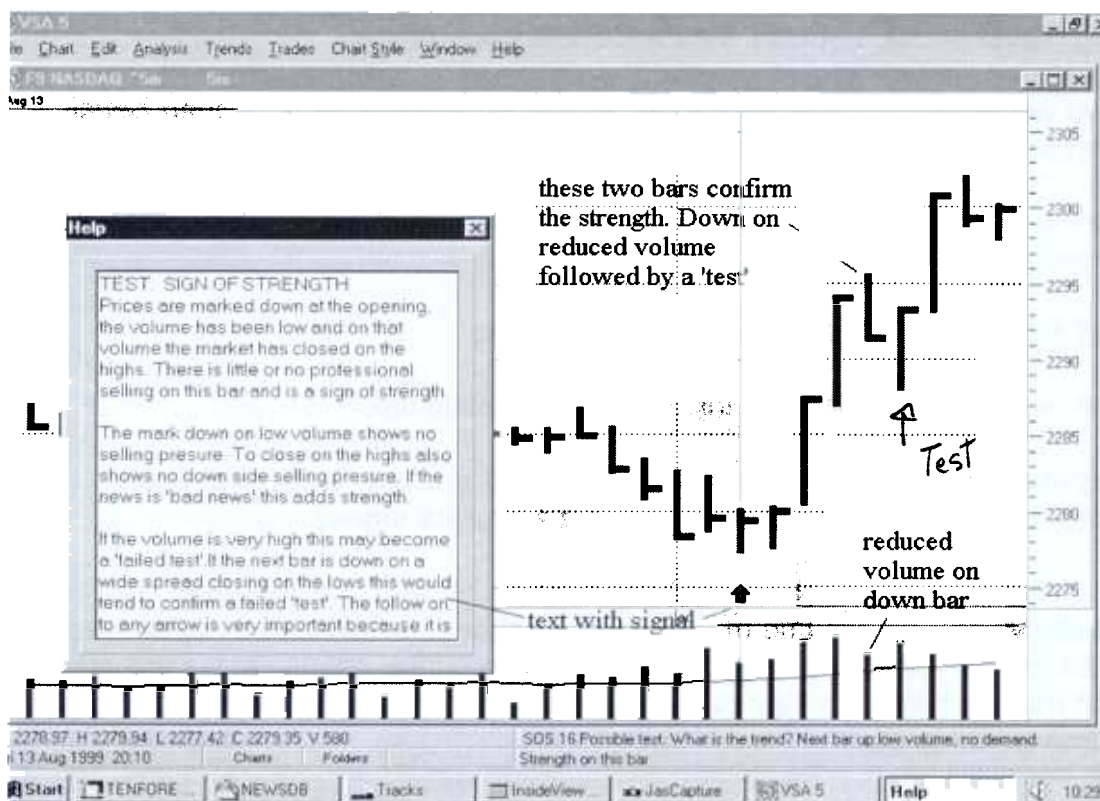 VSA 5
Chart Edit Analysis Trends Trades Chart Style Window Help
NASDAQ 5m 5m
Aug 13
2305
these two bars confirm
the strength. Down on
reduced volume
followed by a 'test'
2300
2295
2290
2285
2280
2275
Test
reduced
volume on
down bar
Help
TEST SIGN OF STRENGTH
Prices are marked down at the opening,
the volume has been low and on that
volume the market has closed on the
highs. There is little or no professional
selling on this bar and is a sign of strength
The mark down on low volume shows no
selling presure. To close on the highs also
shows no down side selling presure. If the
news is 'bad news' this adds strength.
If the volume is very high this may become
a 'failed test'.If the next bar is down on a
wide spread closing on the lows this would
tend to confirm a failed 'test'. The follow on
to any arrow is very important because it is
text with signal
2278.97 H 2279.94 L 2277.42 C 2279.35 V 580
SOS 16 Possible test. What is the trend? Next bar up low volume, no demand.
13 Aug 1999 20:10 Charts Folders
Strength on this bar
Start TENFORE ... NEWSDB Tracks InsideView ... JasCapture VSA 5 Help 10:29